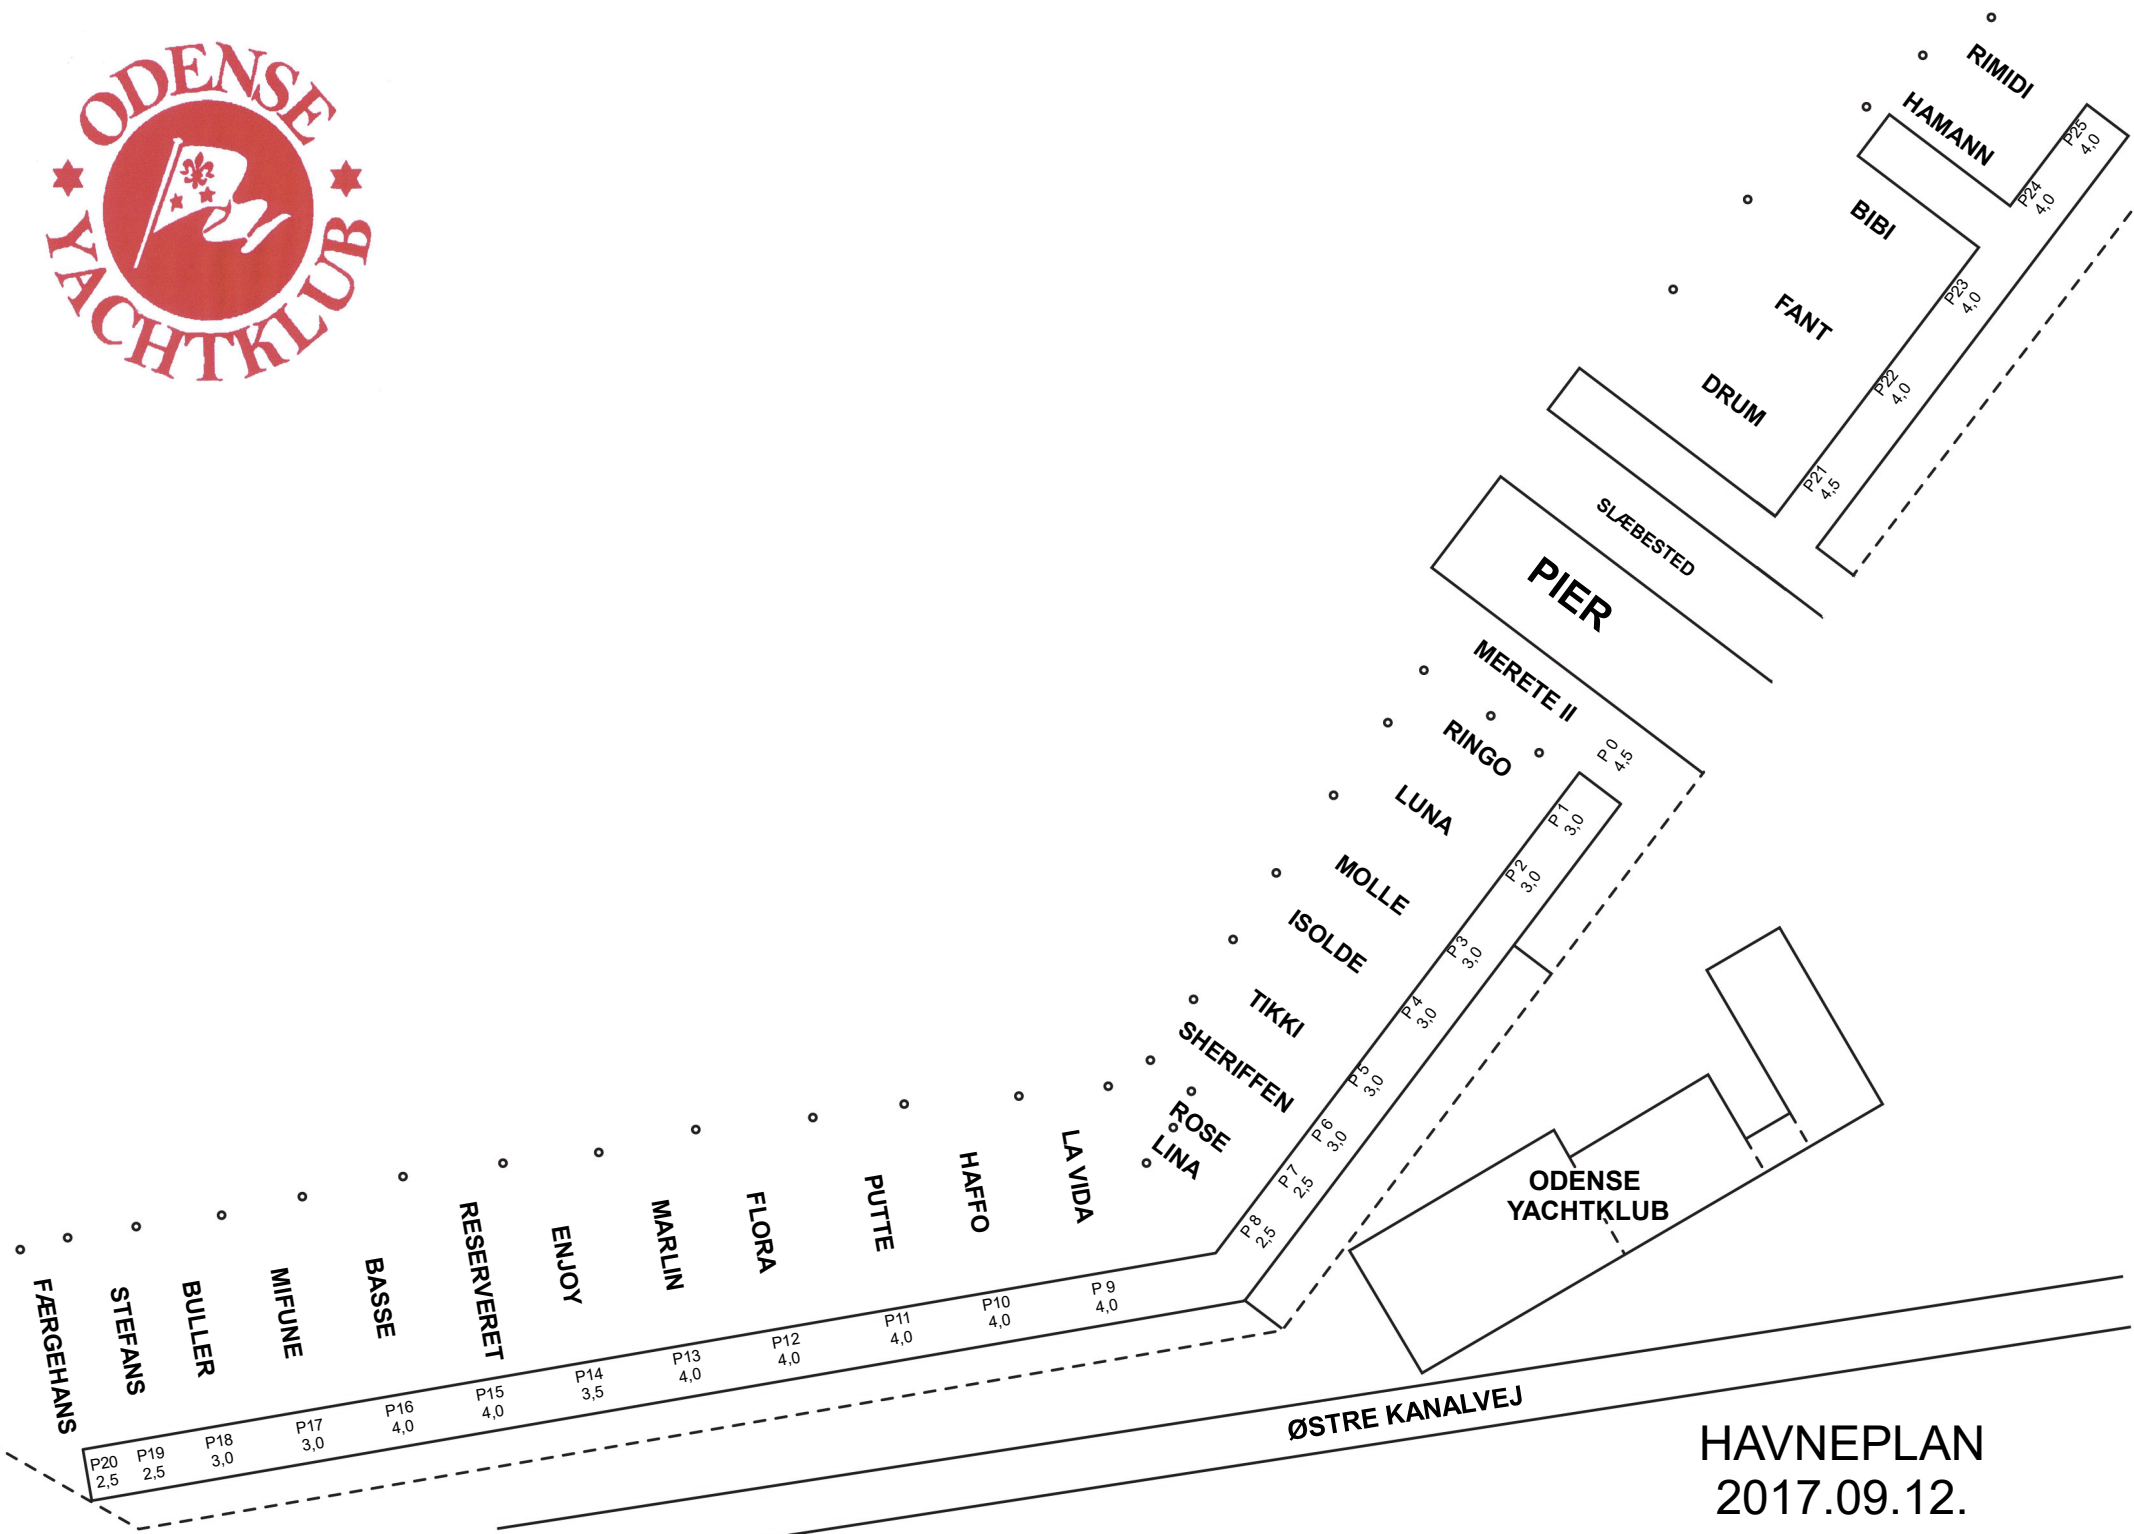 ODENSE
YACHTKLUB
RIMIDI
HAMANN
BIBI
FANT
DRUM
P25
4,0
P24
4,0
P23
4,0
P22
4,0
P21
4,5
SLÆBESTED
PIER
MERETE II
RINGO
LUNA
MOLLE
ISOLDE
TIKKI
SHERIFFEN
ROSE
LINA
P 0
4,5
P 1
3,0
P 2
3,0
P 3
3,0
P 4
3,0
P 5
3,0
P 6
3,0
P 7
2,5
P 8
2,5
FÆRGEHANS
STEFANS
BULLER
MIFUNE
BASSE
RESERVERET
ENJOY
MARLIN
FLORA
PUTTE
HAFFO
LA VIDA
P20
2,5
P19
2,5
P18
3,0
P17
3,0
P16
4,0
P15
4,0
P14
3,5
P13
4,0
P12
4,0
P11
4,0
P10
4,0
P 9
4,0
ODENSE
YACHTKLUB
ØSTRE KANALVEJ
HAVNEPLAN
2017.09.12.